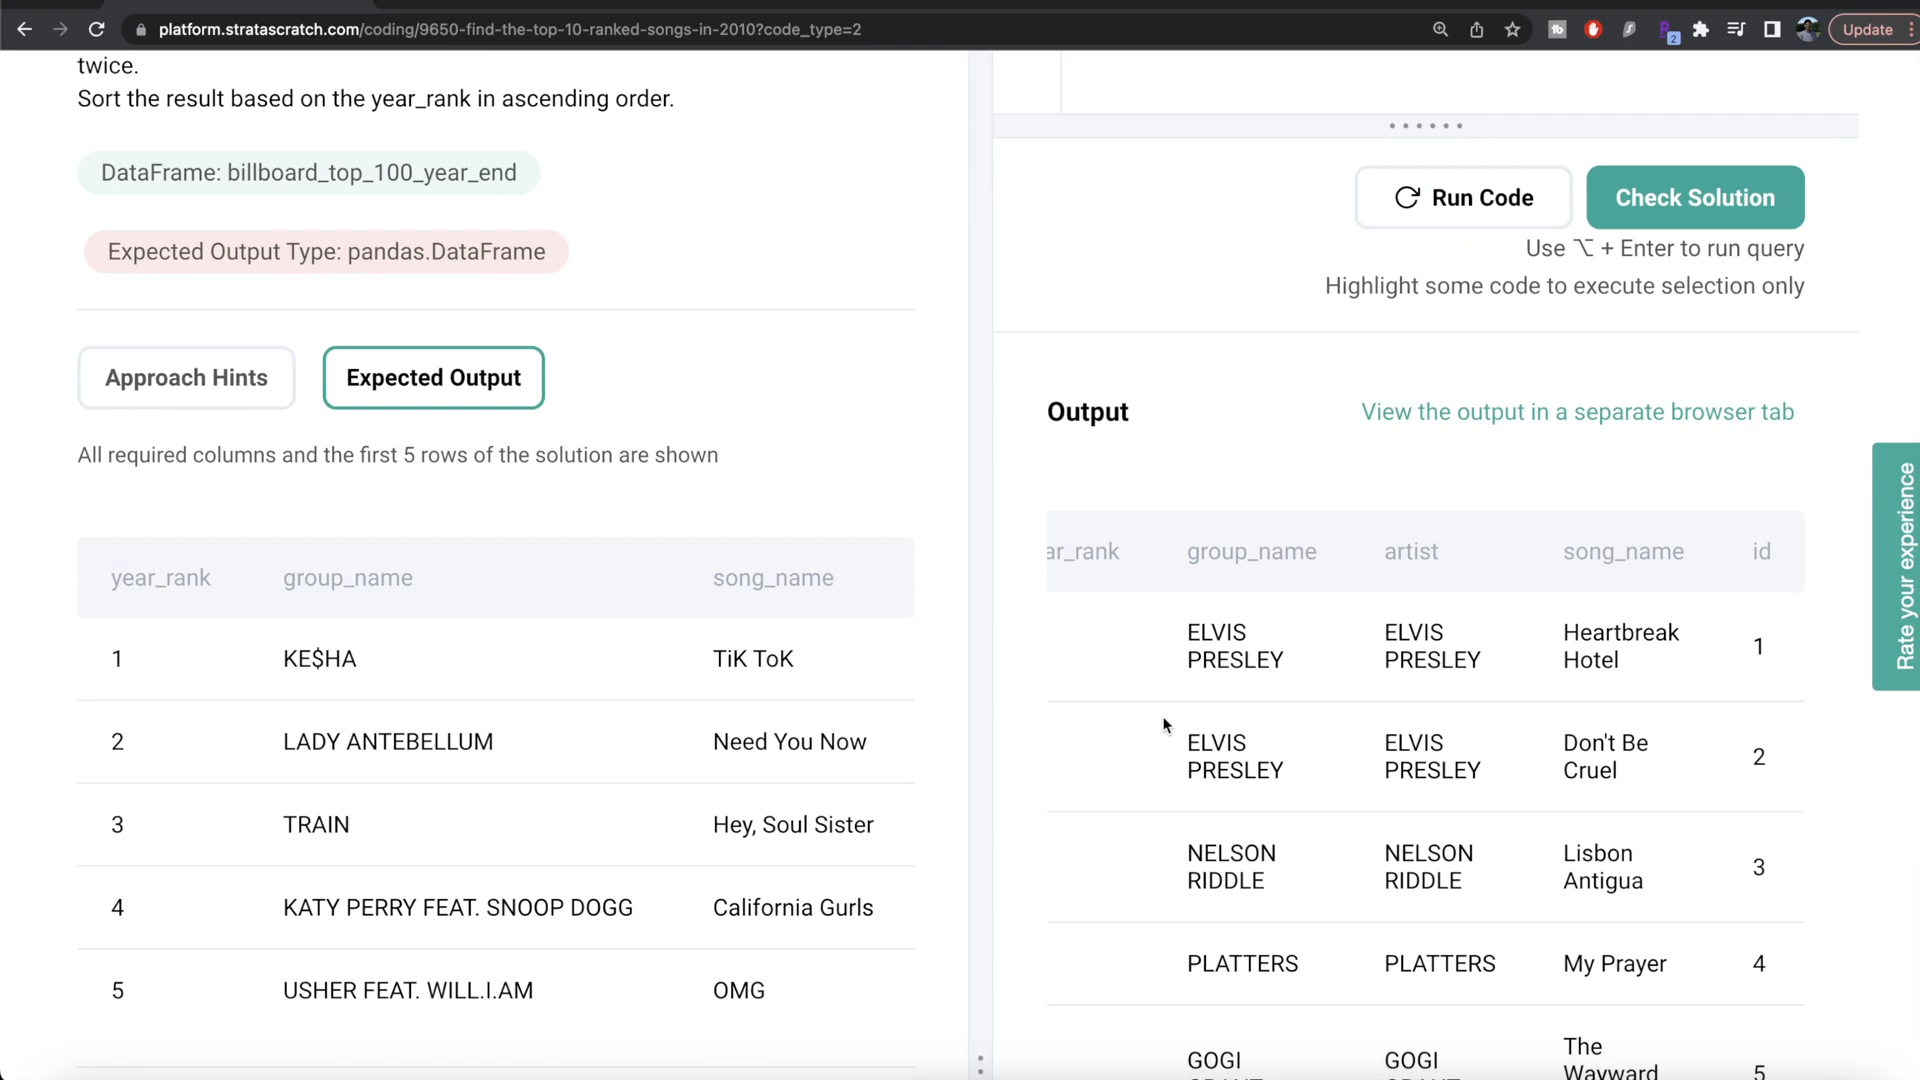 platform.stratascratch.com/coding/9650-find-the-top-10-ranked-songs-in-2010?code_type=2
2
Update
twice.
Sort the result based on the year_rank in ascending order.
DataFrame: billboard_top_100_year_end
Expected Output Type: pandas.DataFrame
Approach Hints
Expected Output
All required columns and the first 5 rows of the solution are shown
year_rank group_name song_name
1 KE$HA TiK ToK
2 LADY ANTEBELLUM Need You Now
3 TRAIN Hey, Soul Sister
4 KATY PERRY FEAT. SNOOP DOGG California Gurls
5 USHER FEAT. WILL.I.AM OMG
Run Code
Check Solution
Use ⌥ + Enter to run query
Highlight some code to execute selection only
Output
View the output in a separate browser tab
ar_rank group_name artist song_name id
ELVIS ELVIS Heartbreak
PRESLEY PRESLEY Hotel 1
ELVIS ELVIS Don't Be
PRESLEY PRESLEY Cruel 2
NELSON NELSON Lisbon
RIDDLE RIDDLE Antigua 3
PLATTERS PLATTERS My Prayer 4
The
GOGI GOGI
Wayward 5
Rate your experience